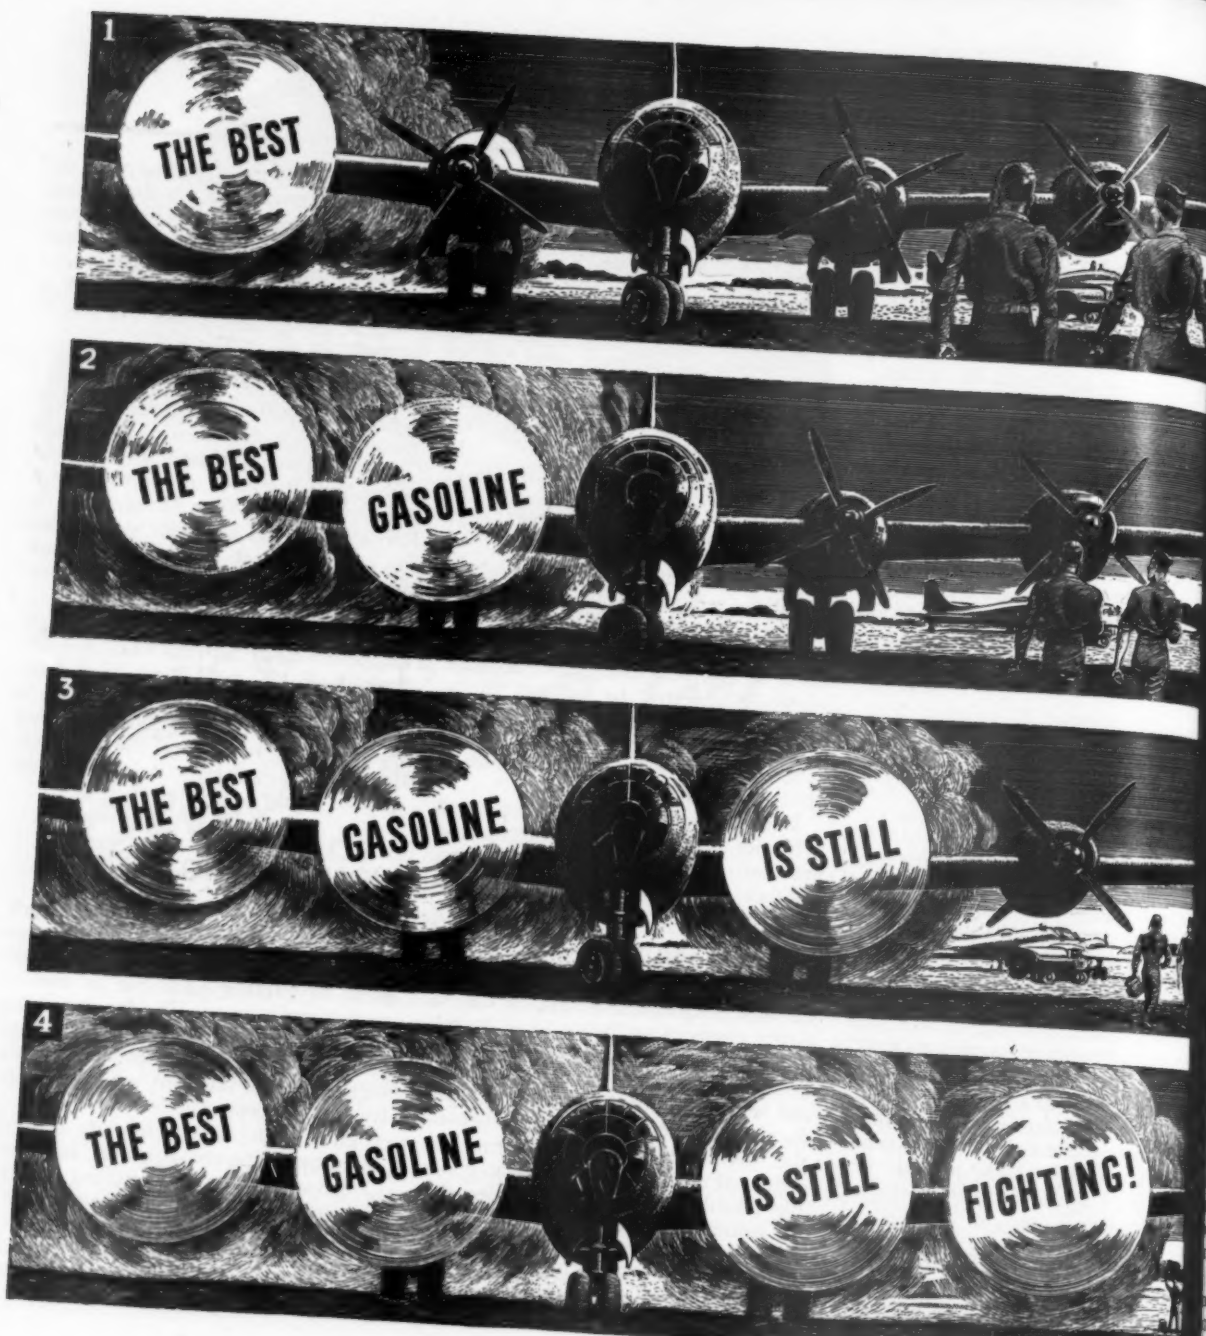 1
THE BEST
2
THE BEST
GASOLINE
3
THE BEST
GASOLINE
IS STILL
4
THE BEST
GASOLINE
IS STILL
FIGHTING!